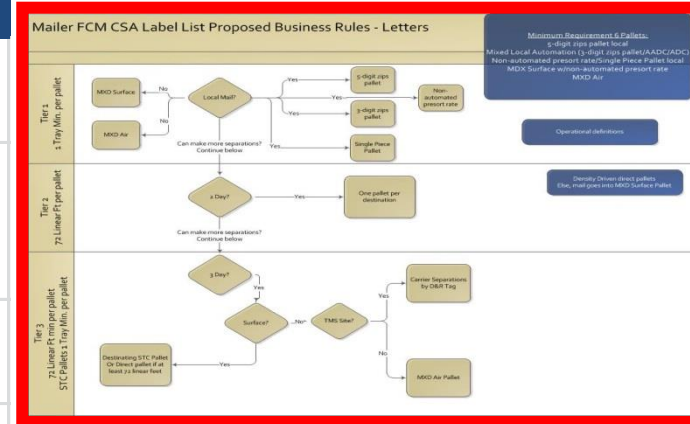 Mailer FCM CSA Label List Proposed Business Rules - Letters
Minimum Requirement 6 Pallets:
5-digit zips pallet local
Mixed Local Automation (3-digit zips pallet/AADC/ADC)
Non-automated presort rate/Single Piece Pallet local
MDX Surface w/non-automated presort rate
MXD Air
Operational definitions
Density Driven direct pallets
Else, mail goes into MXD Surface Pallet
Tier 1
1 Tray Min. per pallet
MXD Surface
No
MXD Air
No
Local Mail?
Yes
5-digit zips
pallet
Yes
Non-
automated
presort rate
Yes
3-digit zips
pallet
Yes
Single Piece
Pallet
Can make more separations?
Continue below
Tier 2
72 Linear Ft per pallet
2 Day?
Yes
One pallet per
destination
Can make more separations?
Continue below
Tier 3
72 Linear Ft min per pallet
STC Pallets 1 Tray Min. per pallet
3 Day?
Yes
Surface?
No
TMS Site?
Yes
Carrier Separations
by D&R Tag
No
MXD Air Pallet
Yes
Destinating STC Pallet
Or Direct pallet if at
least 72 linear feet